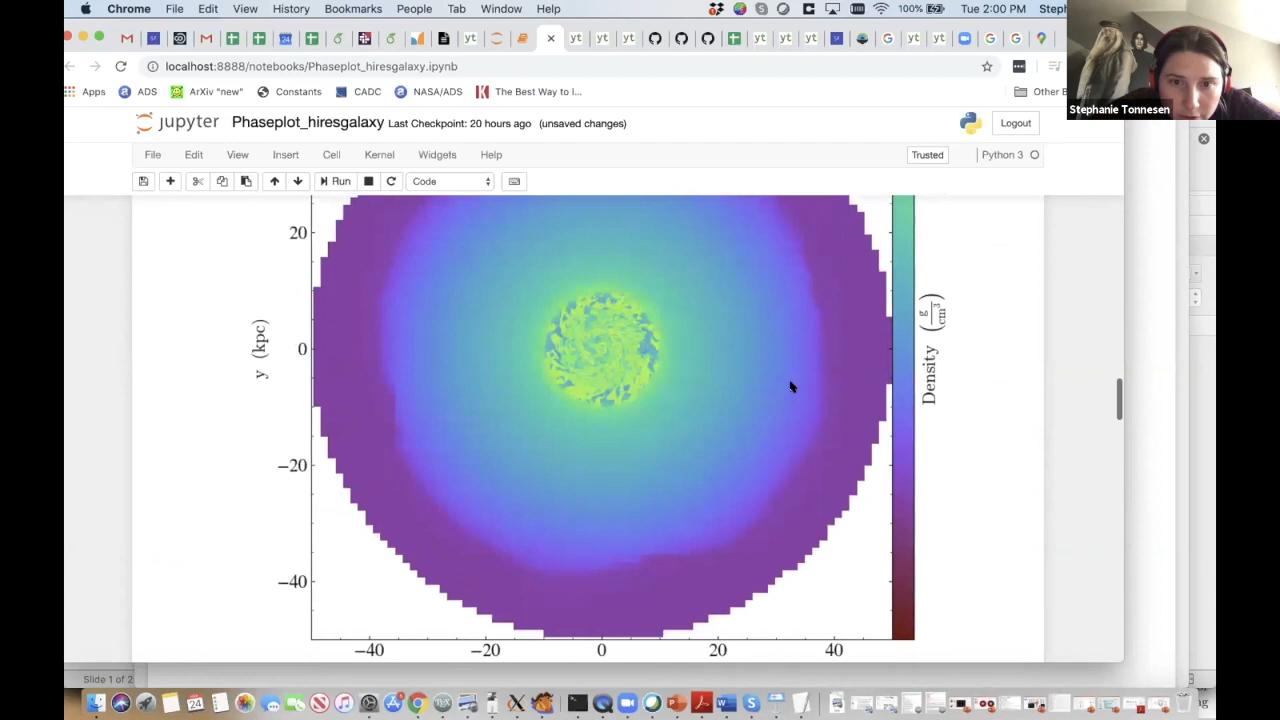 Chrome File Edit View History Bookmarks People Tab Window Help 100% Tue 2:00 PM Steph
localhost:8888/notebooks/Phaseplot_hiresgalaxy.ipynb
Apps ADS ArXiv "new" Constants CADC NASA/ADS The Best Way to I... Other B
Stephanie Tonnesen
jupyter Phaseplot_hiresgalaxy Last Checkpoint: 20 hours ago (unsaved changes) Logout
File Edit View Insert Cell Kernel Widgets Help Trusted Python 3
Run Code
20
0
−20
−40
y (kpc)
Density (g/cm³)
−40 −20 0 20 40
Slide 1 of 2